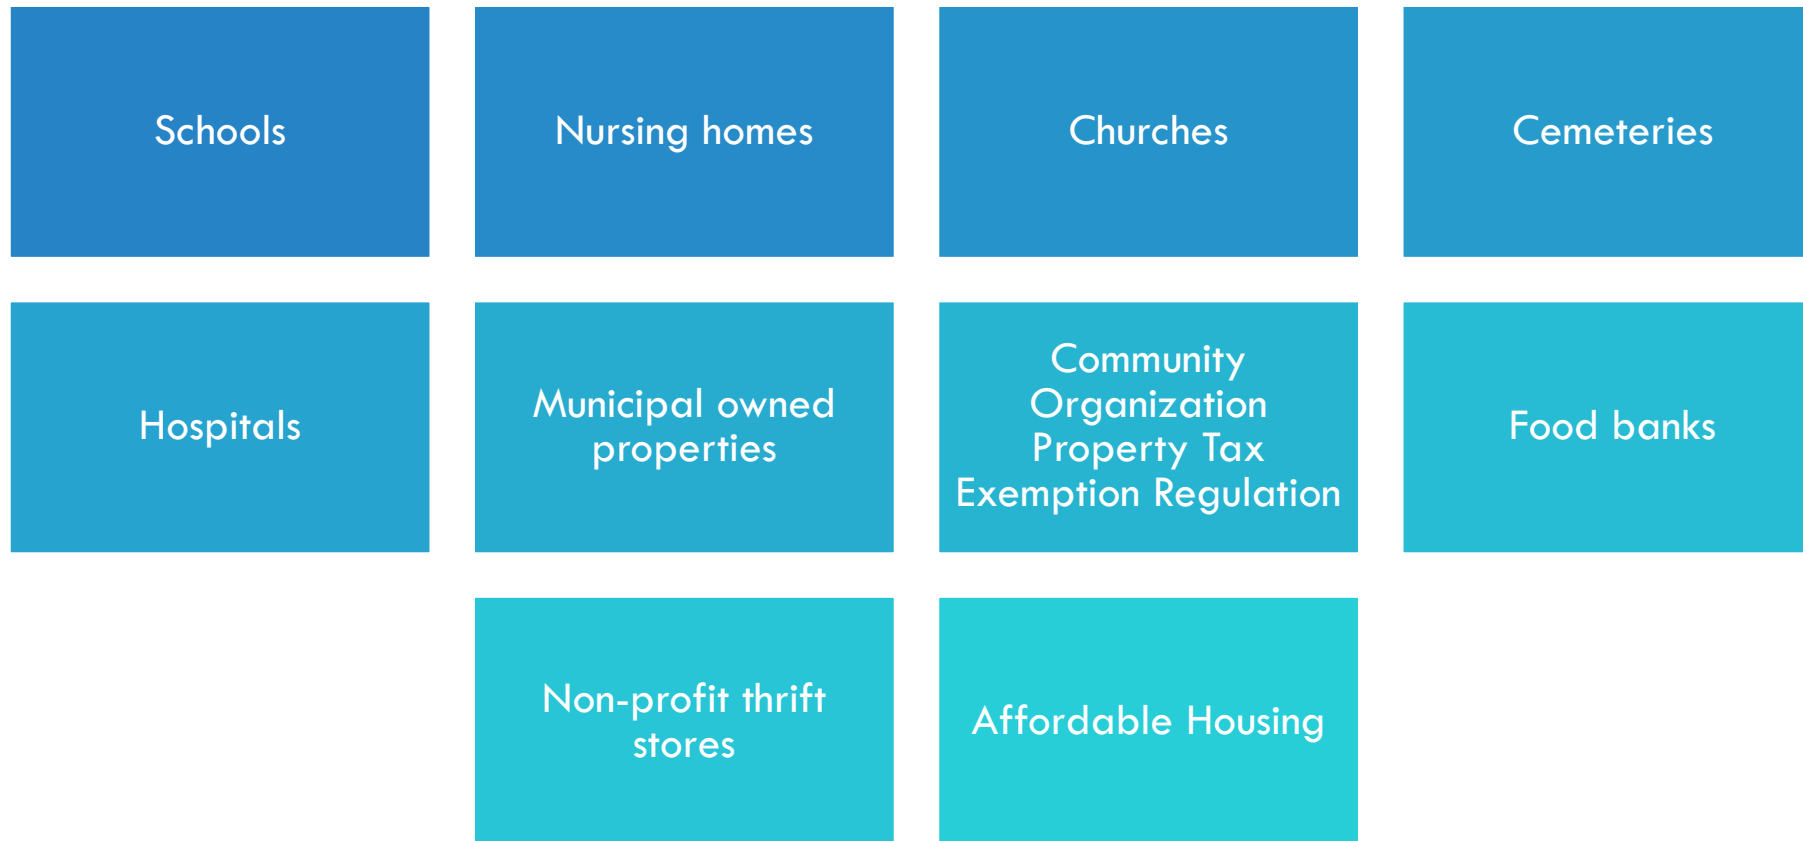 Schools
Nursing homes
Churches
Cemeteries
Hospitals
Municipal owned
properties
Community
Organization
Property Tax
Exemption Regulation
Food banks
Non-profit thrift
stores
Affordable Housing